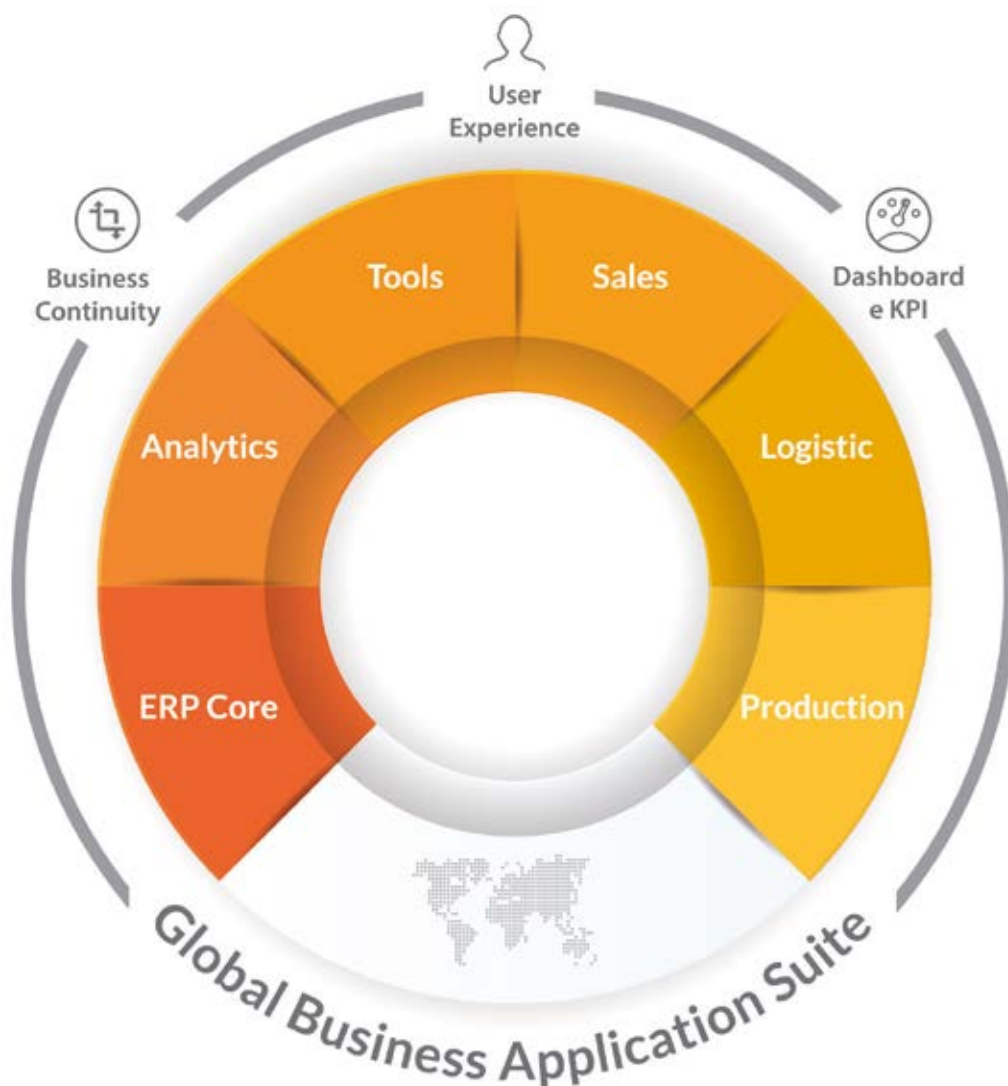 User
Experience
Business
Continuity
Dashboard
e KPI
Tools
Sales
Analytics
Logistic
ERP Core
Production
Global Business Application Suite